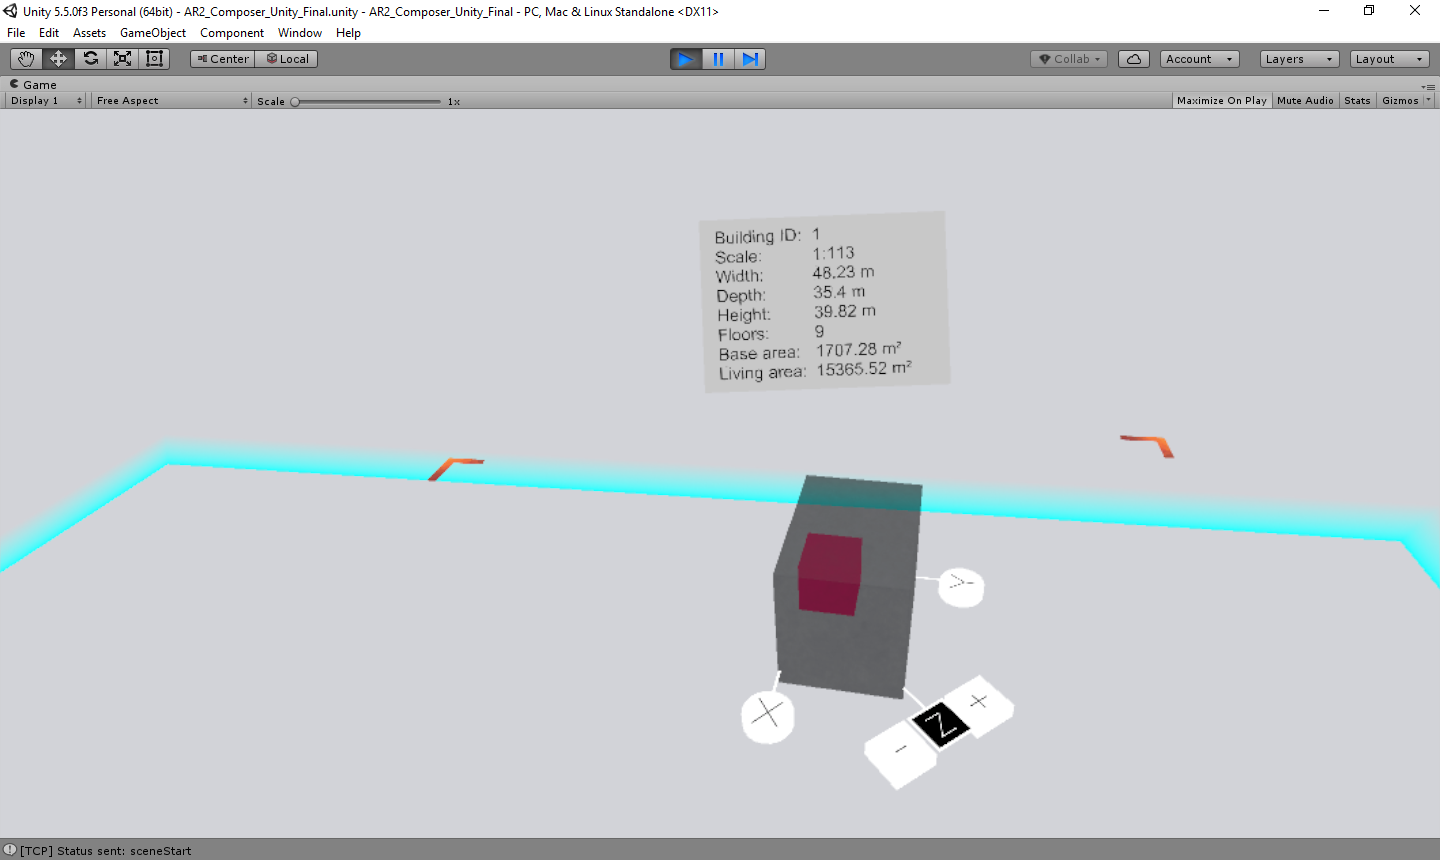 Unity 5.5.0f3 Personal (64bit) - AR2_Composer_Unity_Final.unity - AR2_Composer_Unity_Final - PC, Mac & Linux Standalone <DX11>
File Edit Assets GameObject Component Window Help
Center Local Collab Account Layers Layout
Game
Display 1 Free Aspect Scale 1x Maximize On Play Mute Audio Stats Gizmos
Building ID: 1
Scale: 1:113
Width: 48.23 m
Depth: 35.4 m
Height: 39.82 m
Floors: 9
Base area: 1707.28 m²
Living area: 15365.52 m²
Y
X
- Z +
[TCP] Status sent: sceneStart